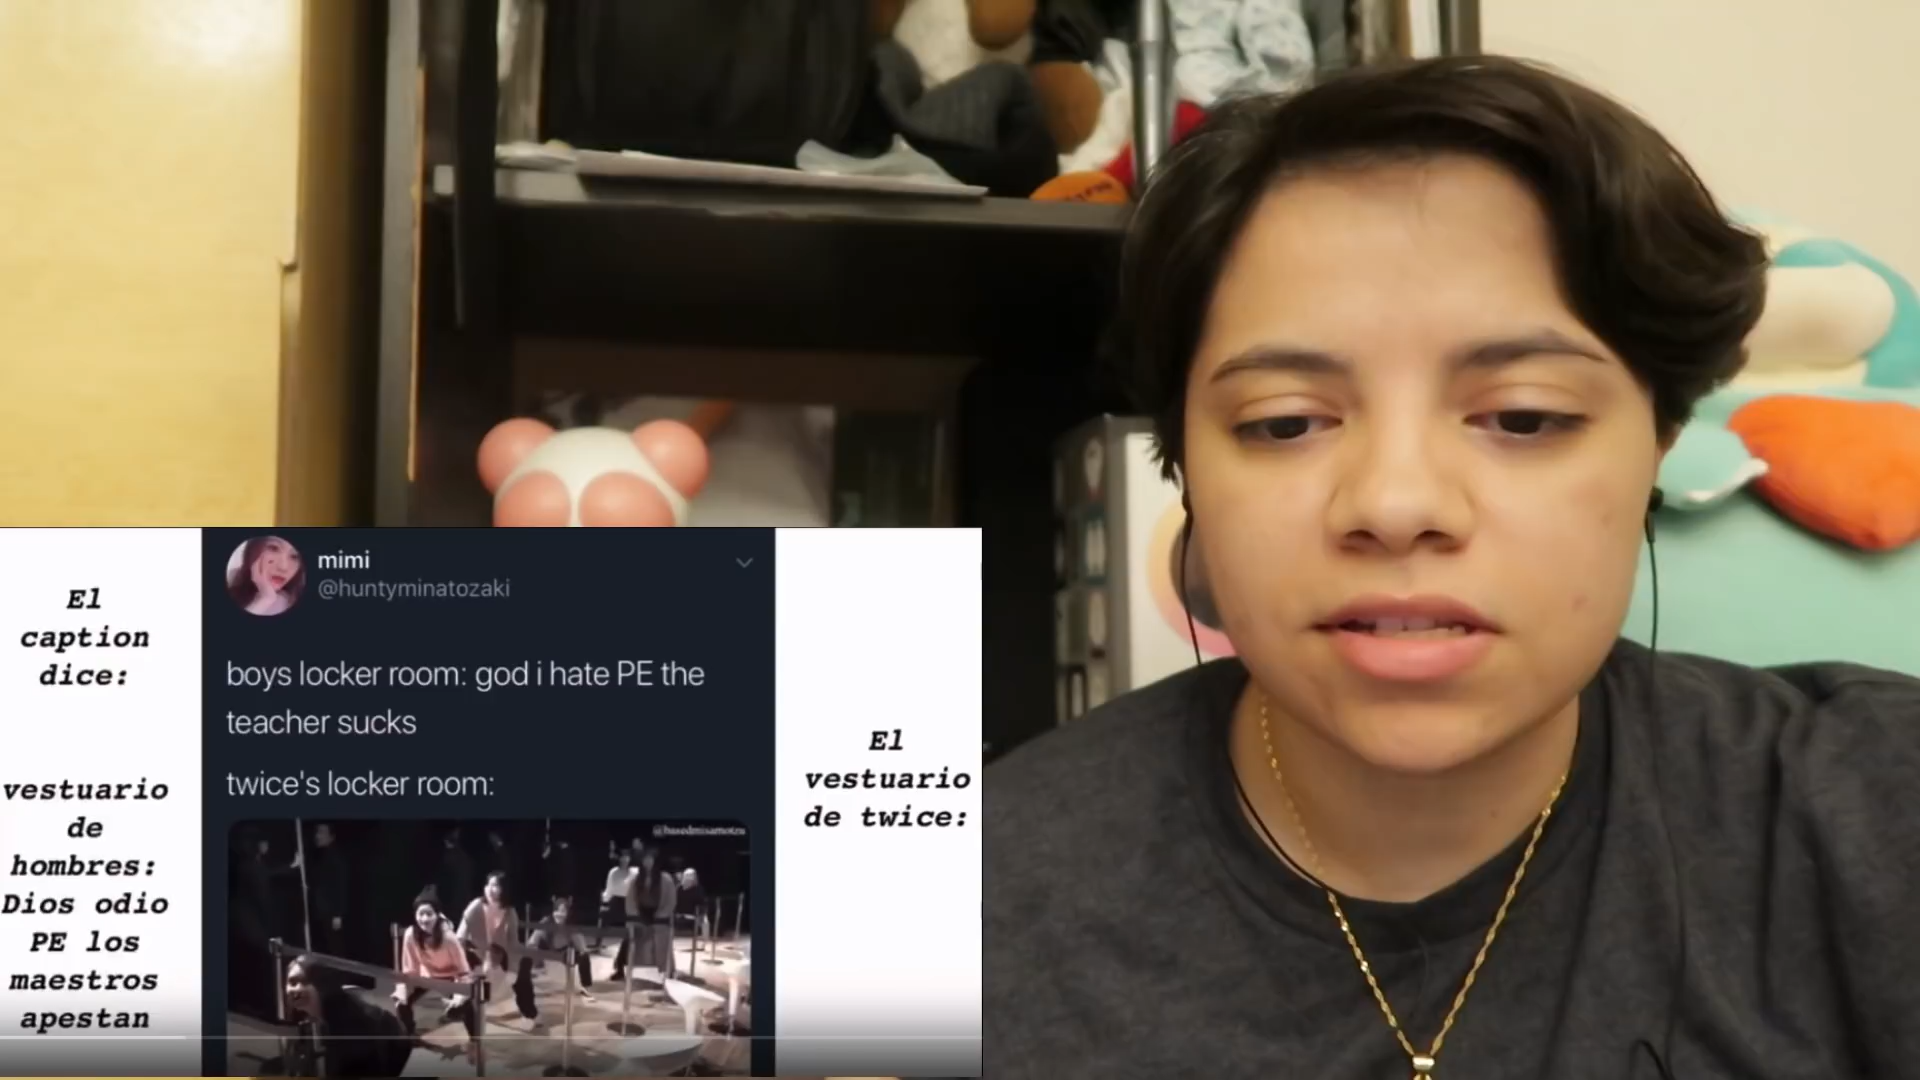 El
caption
dice:
vestuario
de
hombres:
Dios odio
PE los
maestros
apestan
mimi
@huntyminatozaki
boys locker room: god i hate PE the
teacher sucks
twice's locker room:
El
vestuario
de twice: